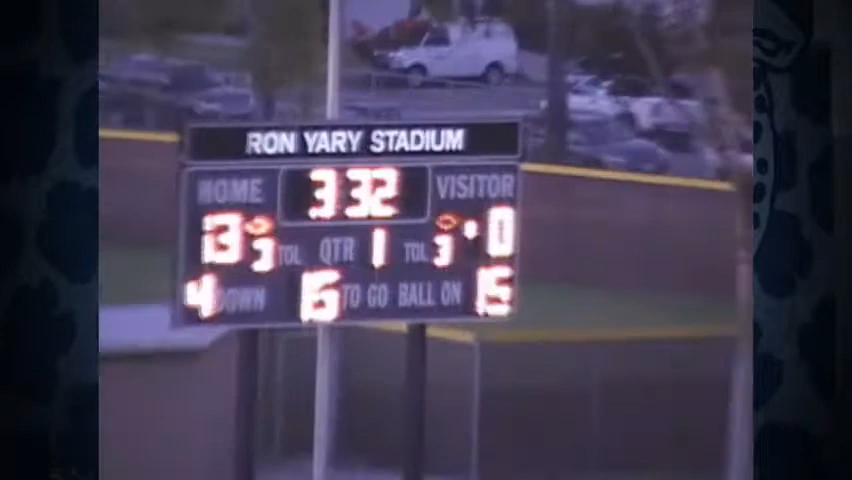 RON YARY STADIUM
HOME 3 32 VISITOR
13 3 TOL QTR 1 TOL 3 0
4 DOWN 15 TO GO BALL ON 15